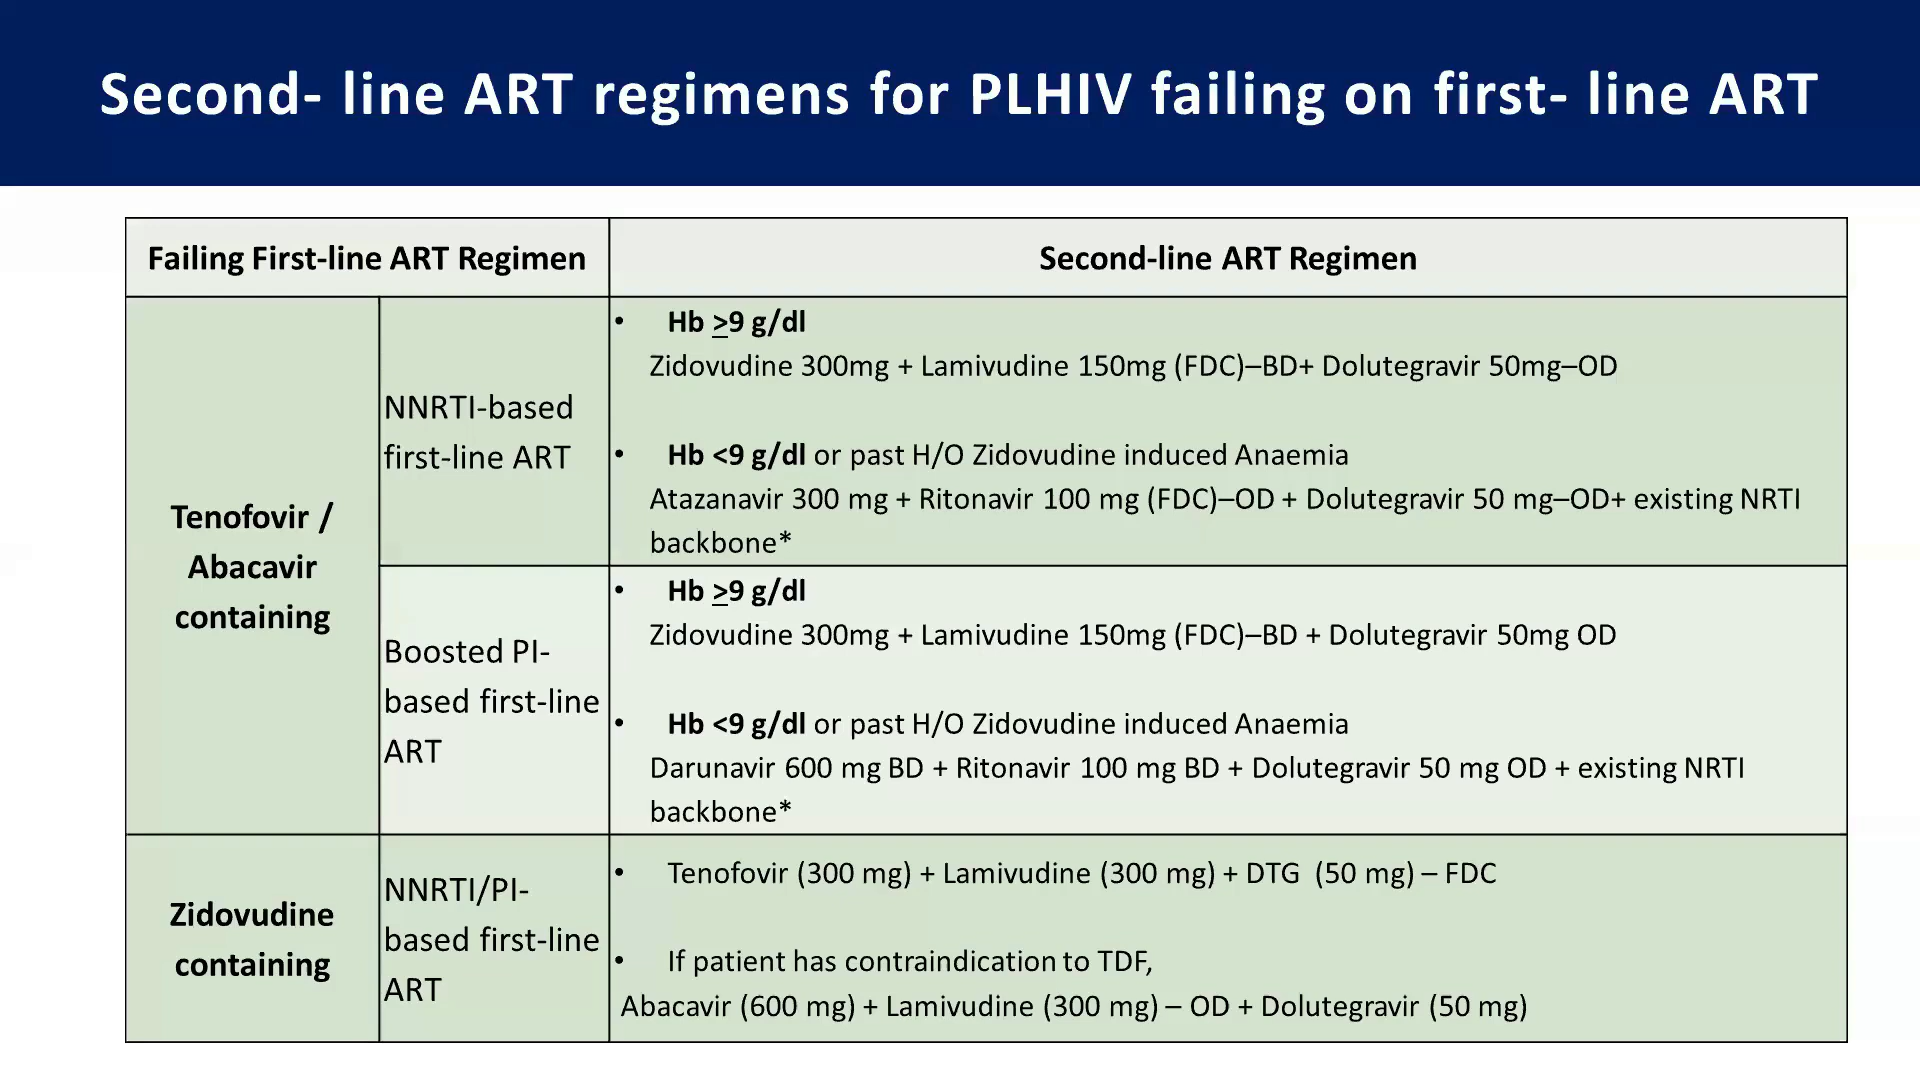 Second- line ART regimens for PLHIV failing on first- line ART
Failing First-line ART Regimen
Second-line ART Regimen
Tenofovir /
Abacavir
containing
NNRTI-based
first-line ART
• Hb >9 g/dl
Zidovudine 300mg + Lamivudine 150mg (FDC)–BD+ Dolutegravir 50mg–OD
• Hb <9 g/dl or past H/O Zidovudine induced Anaemia
Atazanavir 300 mg + Ritonavir 100 mg (FDC)–OD + Dolutegravir 50 mg–OD+ existing NRTI
backbone*
Boosted PI-
based first-line
ART
• Hb >9 g/dl
Zidovudine 300mg + Lamivudine 150mg (FDC)–BD + Dolutegravir 50mg OD
• Hb <9 g/dl or past H/O Zidovudine induced Anaemia
Darunavir 600 mg BD + Ritonavir 100 mg BD + Dolutegravir 50 mg OD + existing NRTI
backbone*
Zidovudine
containing
NNRTI/PI-
based first-line
ART
• Tenofovir (300 mg) + Lamivudine (300 mg) + DTG (50 mg) – FDC
• If patient has contraindication to TDF,
Abacavir (600 mg) + Lamivudine (300 mg) – OD + Dolutegravir (50 mg)